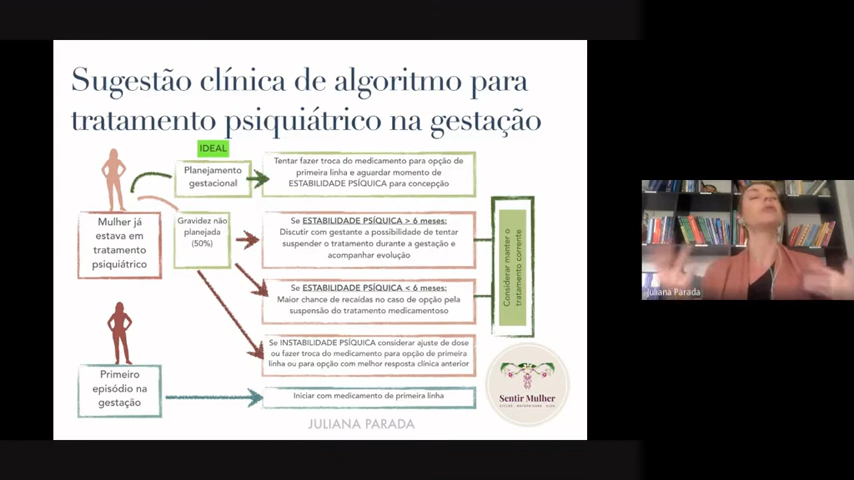 Sugestão clínica de algoritmo para
tratamento psiquiátrico na gestação
IDEAL
Planejamento
gestacional
Tentar fazer troca do medicamento para opção de
primeira linha e aguardar momento de
ESTABILIDADE PSÍQUICA para concepção
Mulher já
estava em
tratamento
psiquiátrico
Gravidez não
planejada
(50%)
Se ESTABILIDADE PSÍQUICA > 6 meses:
Discutir com gestante a possibilidade de tentar
suspender o tratamento durante a gestação e
acompanhar evolução
Se ESTABILIDADE PSÍQUICA < 6 meses:
Maior chance de recaídas no caso de opção pela
suspensão do tratamento medicamentoso
Considerar manter o
tratamento corrente
Se INSTABILIDADE PSÍQUICA considerar ajuste de dose
ou fazer troca do medicamento para opção de primeira
linha ou para opção com melhor resposta clínica anterior
Primeiro
episódio na
gestação
Iniciar com medicamento de primeira linha
Sentir Mulher
JULIANA PARADA
Juliana Parada